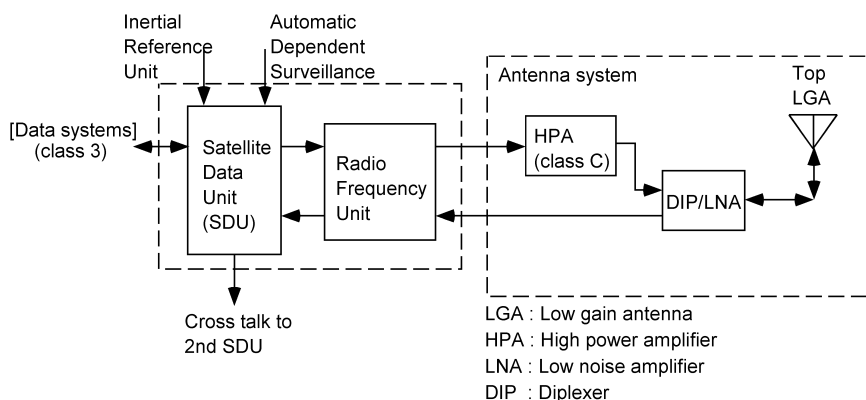 Inertial
Reference
Unit
Automatic
Dependent
Surveillance
Antenna system
Top
LGA
[Data systems]
(class 3)
Satellite
Data
Unit
(SDU)
Radio
Frequency
Unit
HPA
(class C)
DIP/LNA
Cross talk to
2nd SDU
LGA : Low gain antenna
HPA : High power amplifier
LNA : Low noise amplifier
DIP : Diplexer